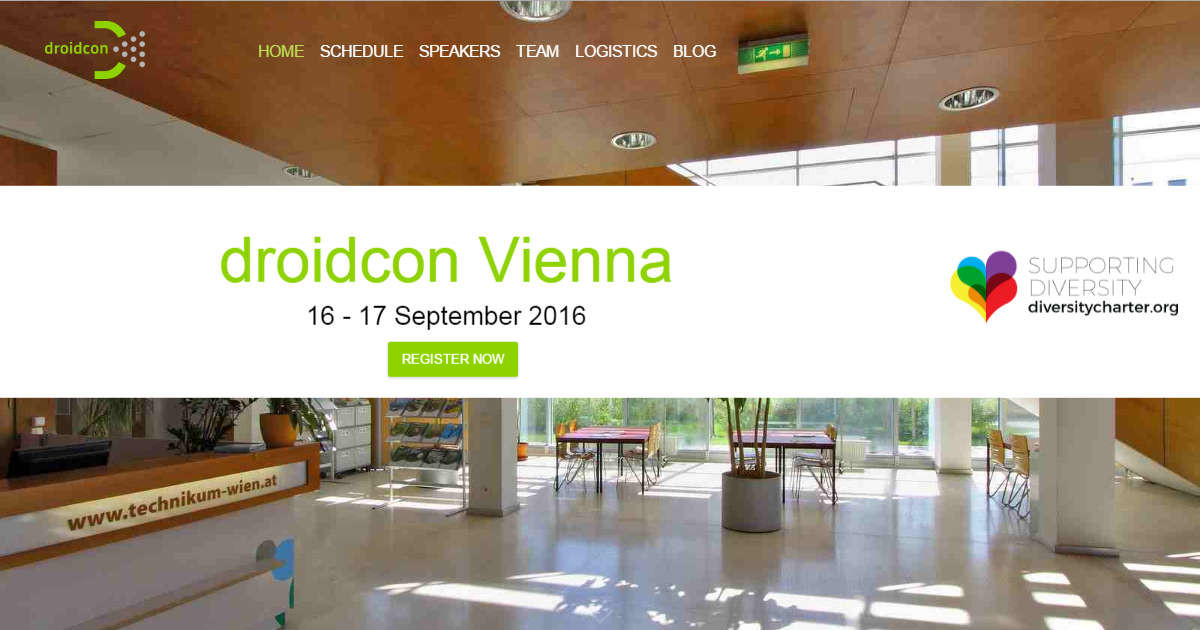 droidcon
HOME SCHEDULE SPEAKERS TEAM LOGISTICS BLOG
droidcon Vienna
16 - 17 September 2016
REGISTER NOW
SUPPORTING
DIVERSITY
diversitycharter.org
www.technikum-wien.at